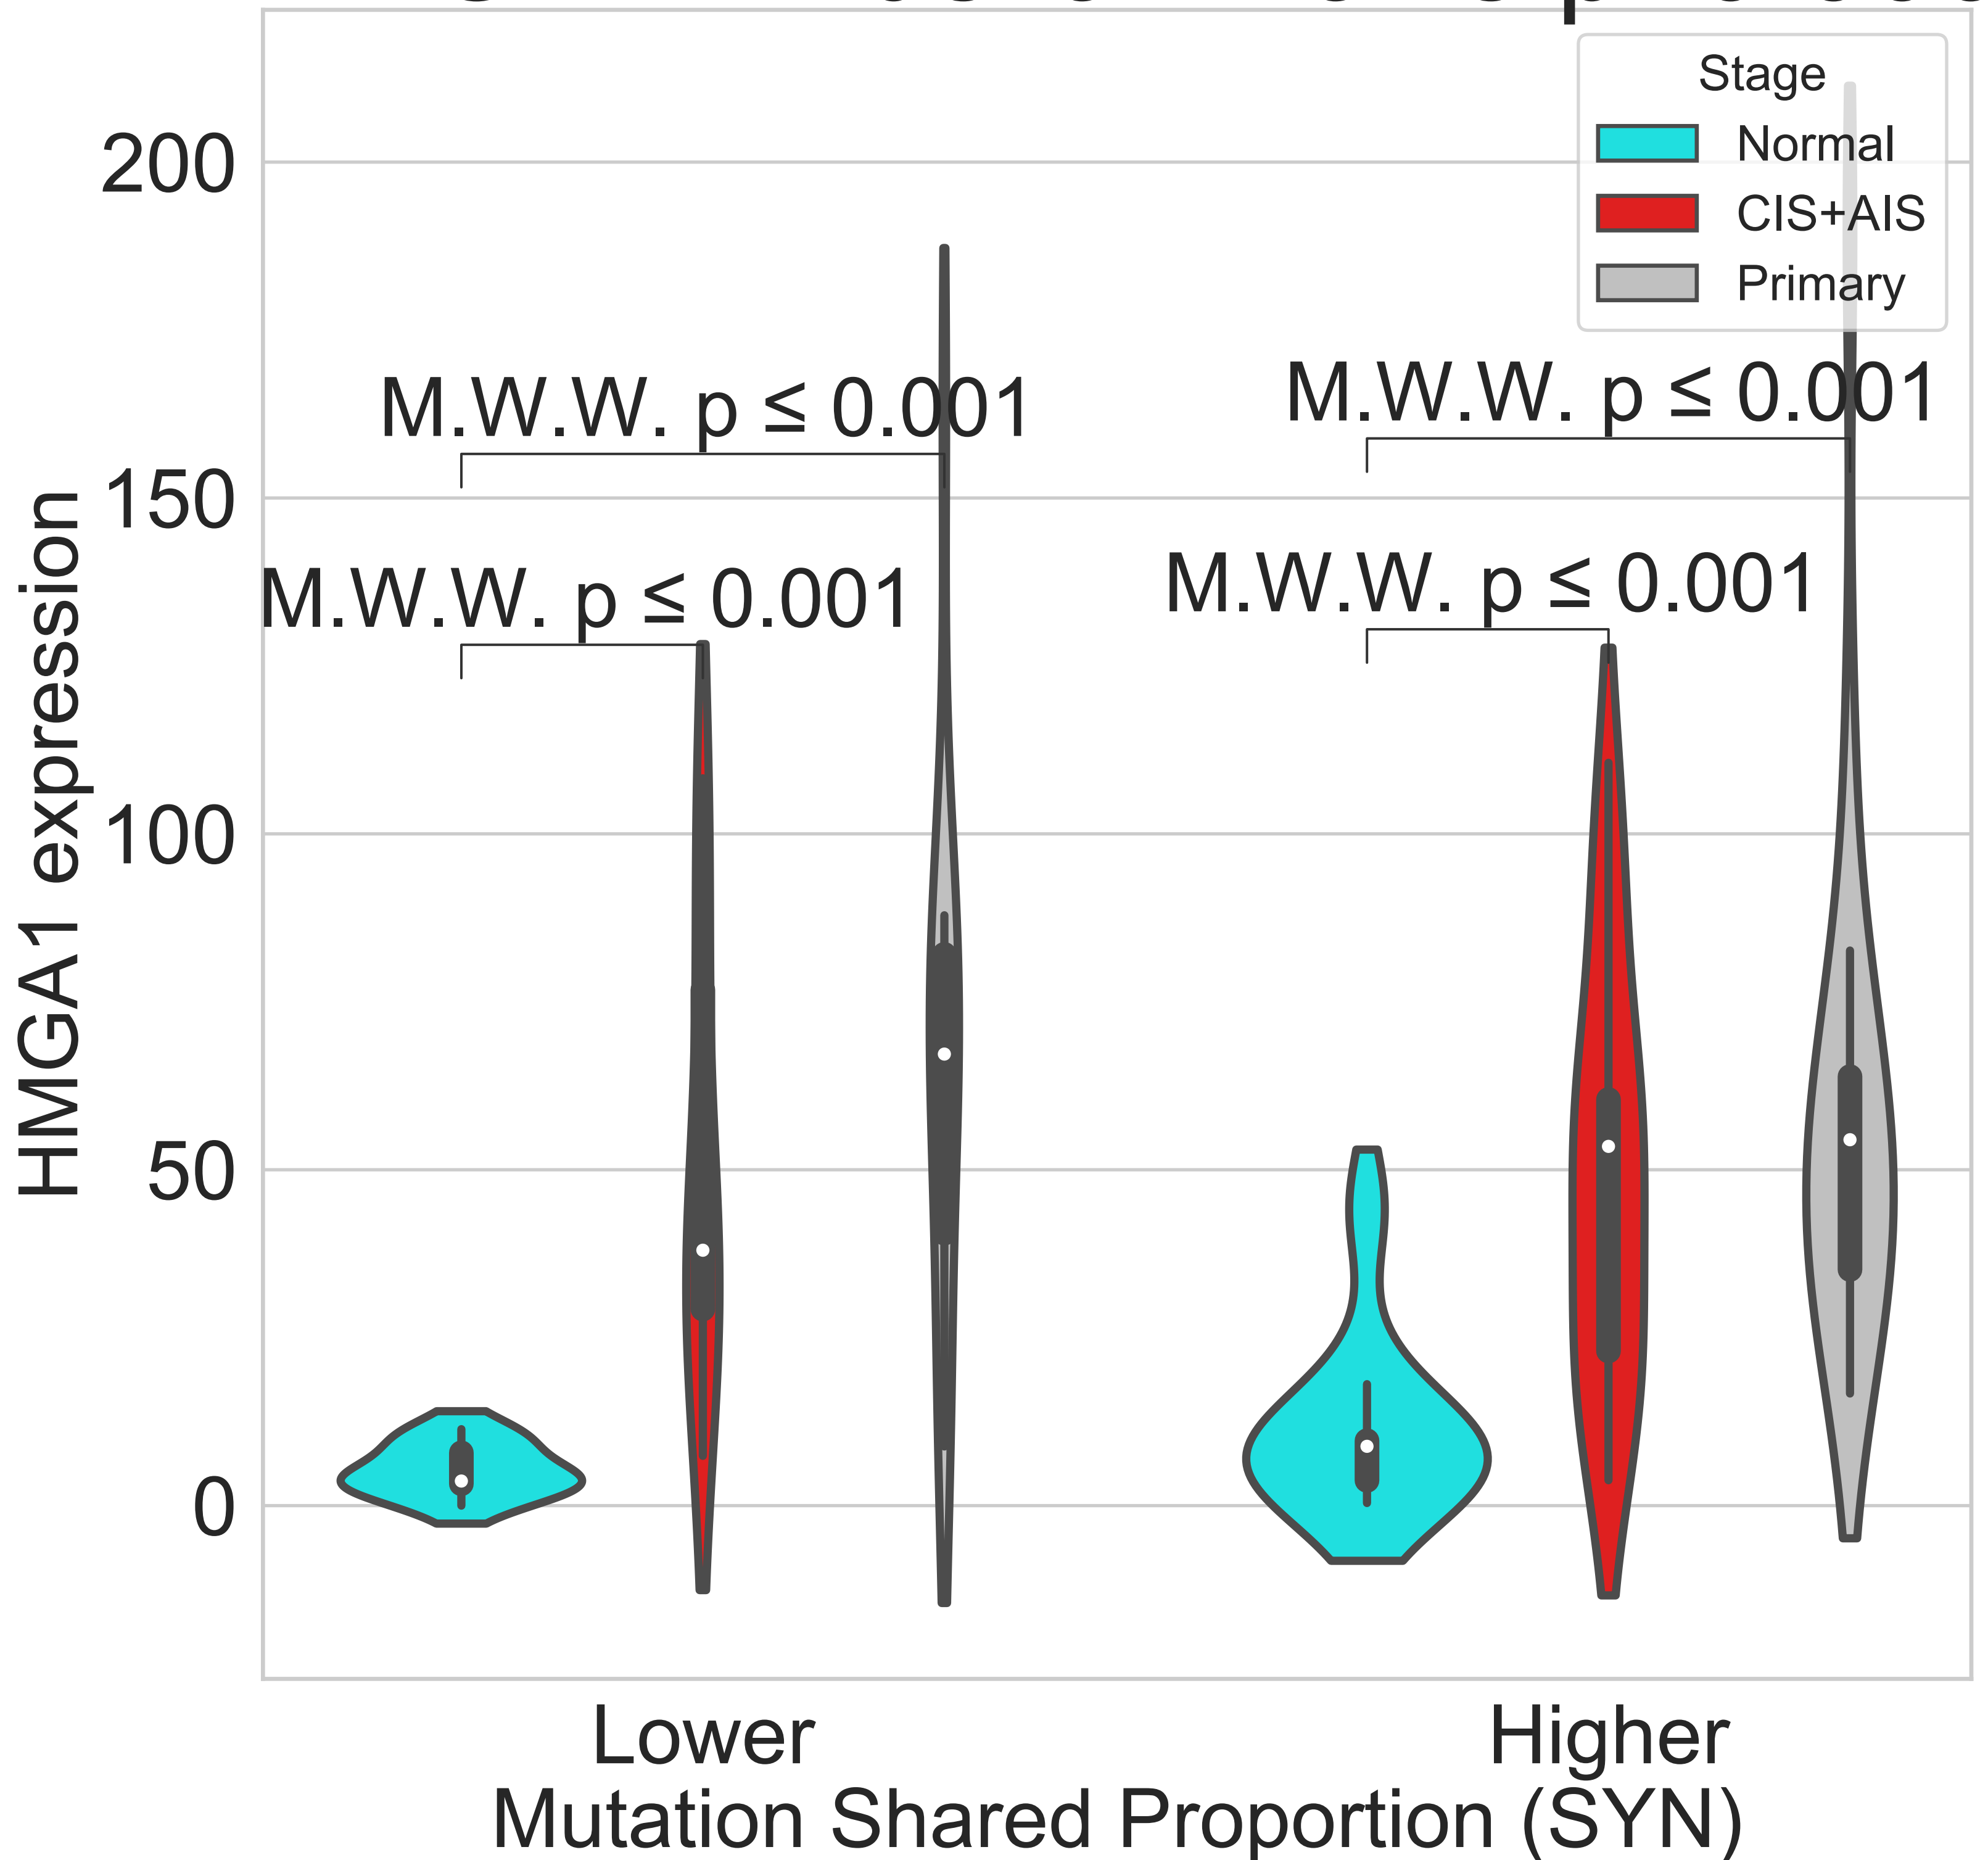 Stage
Normal
CIS+AIS
Primary
200
150
100
50
0
HMGA1 expression
M.W.W. p ≤ 0.001
M.W.W. p ≤ 0.001
M.W.W. p ≤ 0.001
M.W.W. p ≤ 0.001
Lower
Higher
Mutation Shared Proportion (SYN)